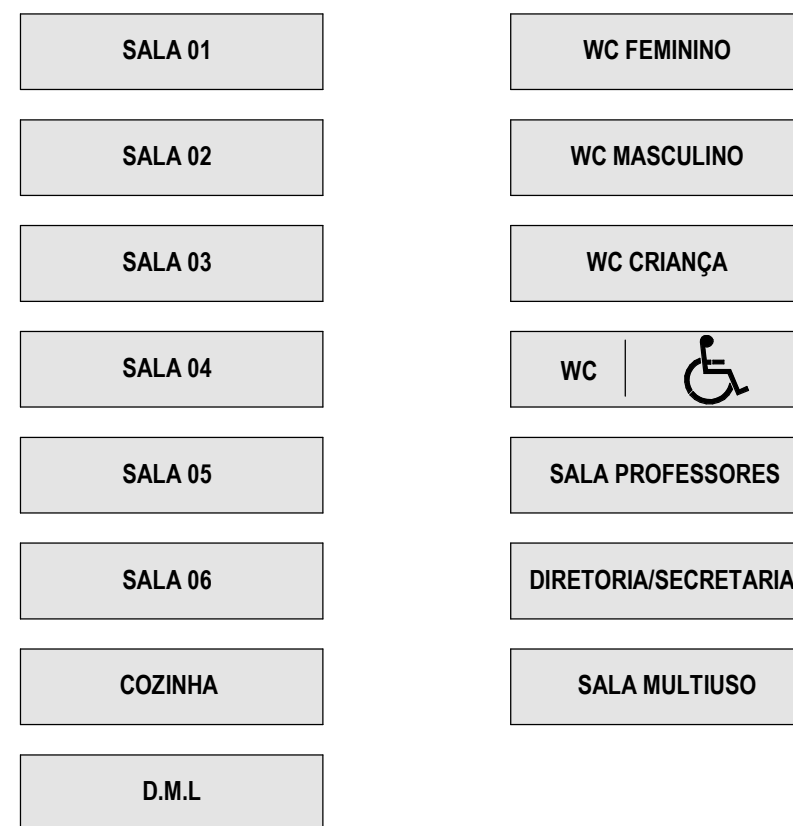 SALA 01
SALA 02
SALA 03
SALA 04
SALA 05
SALA 06
COZINHA
D.M.L
WC FEMININO
WC MASCULINO
WC CRIANÇA
WC
SALA PROFESSORES
DIRETORIA/SECRETARIA
SALA MULTIUSO